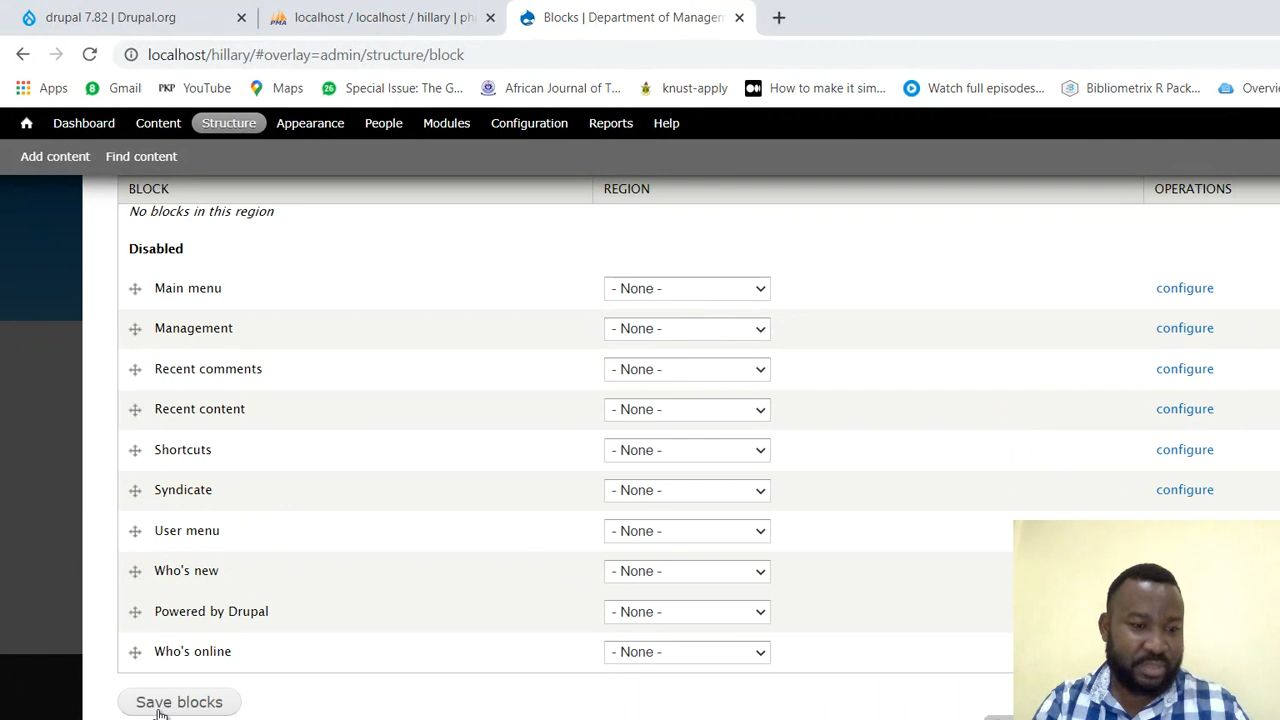 drupal 7.82 | Drupal.org
localhost / localhost / hillary | ph
Blocks | Department of Managem
localhost/hillary/#overlay=admin/structure/block
Apps
Gmail
PKP YouTube
Maps
26 Special Issue: The G...
African Journal of T...
knust-apply
How to make it sim...
Watch full episodes...
Bibliometrix R Pack...
Overvie
Dashboard Content Structure Appearance People Modules Configuration Reports Help
Add content Find content
BLOCK REGION OPERATIONS
No blocks in this region
Disabled
Main menu - None - configure
Management - None - configure
Recent comments - None - configure
Recent content - None - configure
Shortcuts - None - configure
Syndicate - None - configure
User menu - None -
Who's new - None -
Powered by Drupal - None -
Who's online - None -
Save blocks